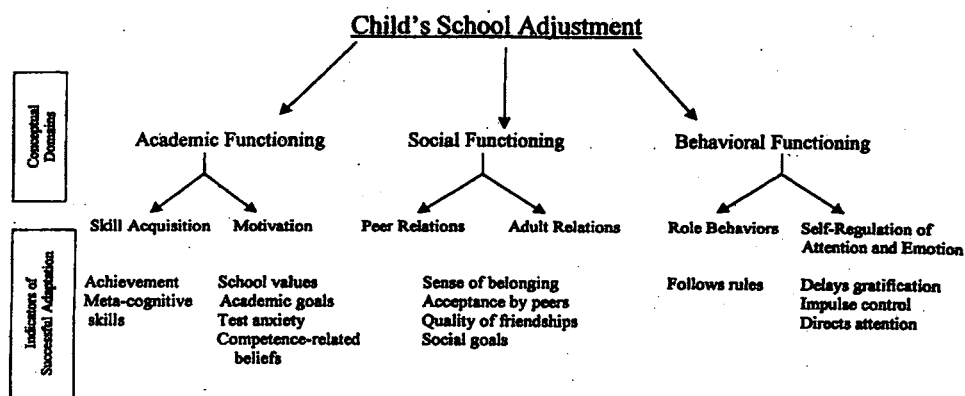 Child's School Adjustment
Conceptual
Domains
Academic Functioning
Social Functioning
Behavioral Functioning
Skill Acquisition
Motivation
Peer Relations
Adult Relations
Role Behaviors
Self-Regulation of
Attention and Emotion
Indicators of
Successful Adaptation
Achievement
Meta-cognitive
skills
School values
Academic goals
Test anxiety
Competence-related
beliefs
Sense of belonging
Acceptance by peers
Quality of friendships
Social goals
Follows rules
Delays gratification
Impulse control
Directs attention